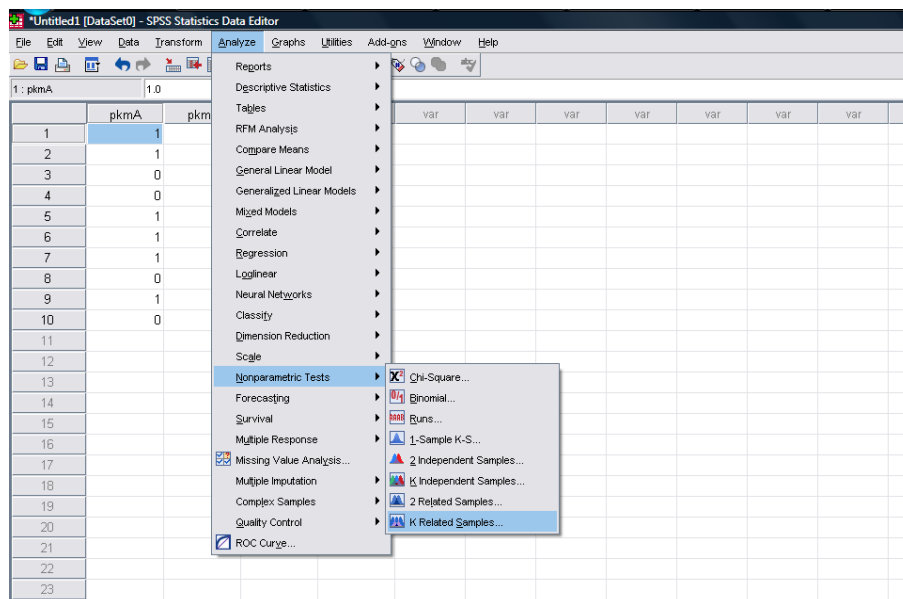 *Untitled1 [DataSet0] - SPSS Statistics Data Editor
File Edit View Data Transform Analyze Graphs Utilities Add-ons Window Help
1 : pkmA 1.0
pkmA pkm var var var var var var var
1 1
2 1
3 0
4 0
5 1
6 1
7 1
8 0
9 1
10 0
11
12
13
14
15
16
17
18
19
20
21
22
23
Reports
Descriptive Statistics
Tables
RFM Analysis
Compare Means
General Linear Model
Generalized Linear Models
Mixed Models
Correlate
Regression
Loglinear
Neural Networks
Classify
Dimension Reduction
Scale
Nonparametric Tests
Forecasting
Survival
Multiple Response
Missing Value Analysis...
Multiple Imputation
Complex Samples
Quality Control
ROC Curve...
Chi-Square...
Binomial...
Runs...
1-Sample K-S...
2 Independent Samples...
K Independent Samples...
2 Related Samples...
K Related Samples...